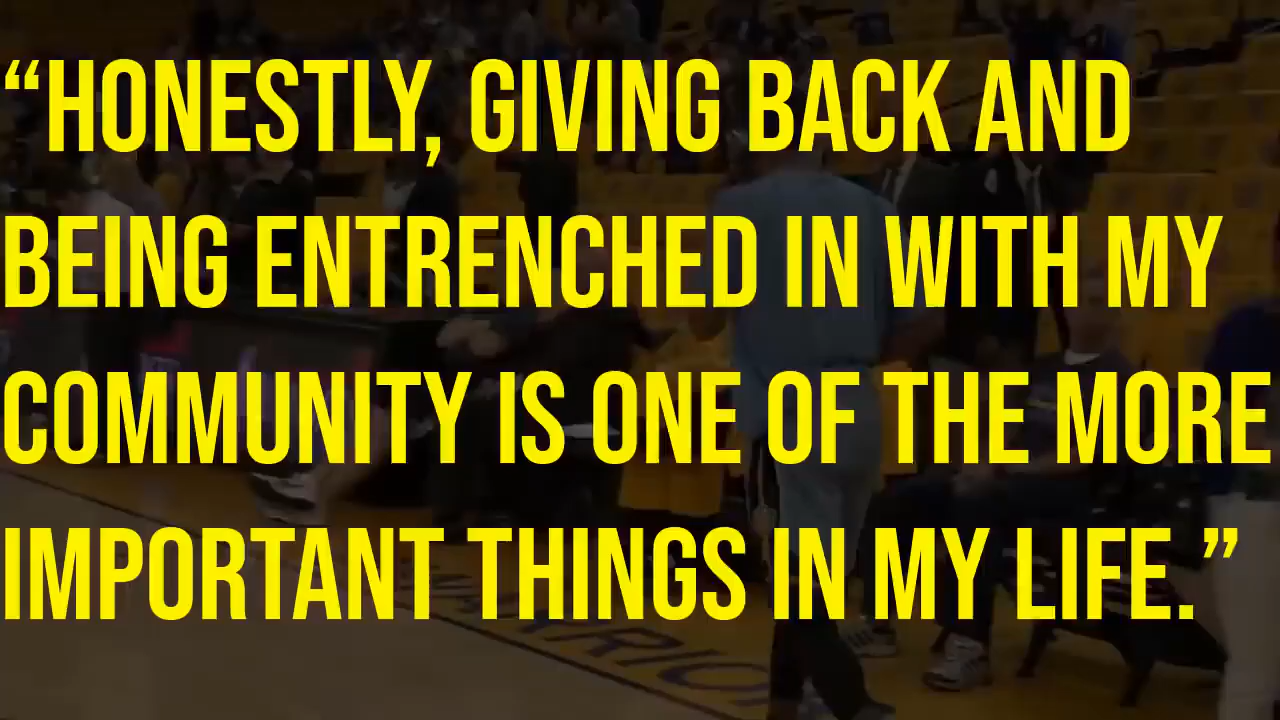 “HONESTLY, GIVING BACK AND
BEING ENTRENCHED IN WITH MY
COMMUNITY IS ONE OF THE MORE
IMPORTANT THINGS IN MY LIFE.”